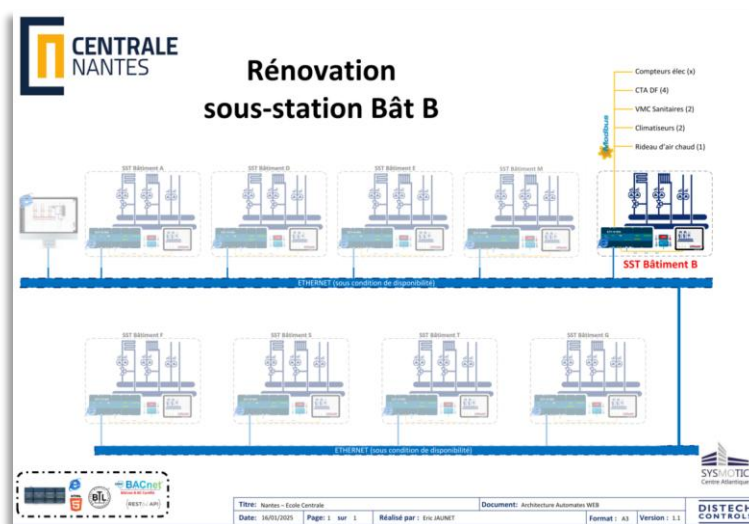 CENTRALE
NANTES
Rénovation
sous-station Bât B
Compteurs élec (x)
CTA DF (4)
VMC Sanitaires (2)
Climatiseurs (2)
Rideau d'air chaud (1)
Modbus
SST Bâtiment A
SST Bâtiment D
SST Bâtiment E
SST Bâtiment M
SST Bâtiment B
ETHERNET (sous condition de disponibilité)
SST Bâtiment F
SST Bâtiment S
SST Bâtiment T
SST Bâtiment G
ETHERNET (sous condition de disponibilité)
SYSMOTIC
Centre Atlantique
BACnet
BTL
REST API
HTML
5
Titre: Nantes – Ecole Centrale
Document: Architecture Automates WEB
Date: 16/01/2025
Page: 1 sur 1
Réalisé par : Eric JAUNET
Format : A3
Version : 1.1
DISTECH
CONTROLS